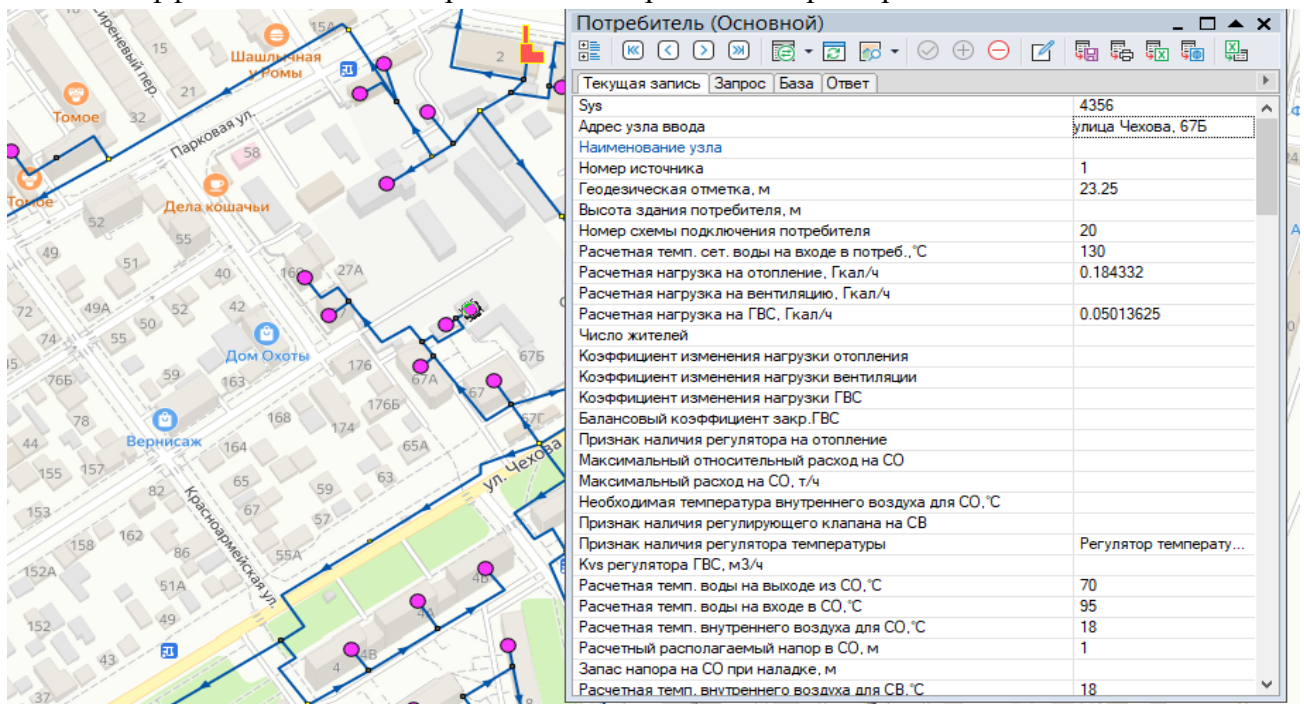 Потребитель (Основной)
Текущая запись Запрос База Ответ
Sys 4356
Адрес узла ввода улица Чехова, 67Б
Наименование узла
Номер источника 1
Геодезическая отметка, м 23.25
Высота здания потребителя, м
Номер схемы подключения потребителя 20
Расчетная темп. сет. воды на входе в потреб.,°C 130
Расчетная нагрузка на отопление, Гкал/ч 0.184332
Расчетная нагрузка на вентиляцию, Гкал/ч
Расчетная нагрузка на ГВС, Гкал/ч 0.05013625
Число жителей
Коэффициент изменения нагрузки отопления
Коэффициент изменения нагрузки вентиляции
Коэффициент изменения нагрузки ГВС
Балансовый коэффициент закр.ГВС
Признак наличия регулятора на отопление
Максимальный относительный расход на СО
Максимальный расход на СО, т/ч
Необходимая температура внутреннего воздуха для СО,°C
Признак наличия регулирующего клапана на СВ
Признак наличия регулятора температуры Регулятор температу...
Kvs регулятора ГВС, м3/ч
Расчетная темп. воды на выходе из СО,°C 70
Расчетная темп. воды на входе в СО,°C 95
Расчетная темп. внутреннего воздуха для СО,°C 18
Расчетный располагаемый напор в СО, м 1
Запас напора на СО при наладке, м
Расчетная темп. внутреннего воздуха для СВ,°C 18
15А
Шашлычная
у Ромы
2
15
21
Томое
32
Парковая ул.
58
Томое
Дела кошачьи
52
55
49
51
40
27А
72
49А
52
42
50
74
55
Дом Охоты
176
67Б
76Б
59
163
67А
67
176Б
78
168
174
67Г
44
Вернисаж
164
65А
ул. Чехова
155
157
65
63
82
59
153
67
57
Красноармейская ул.
158
162
86
55А
152А
51А
4Б
4А
49
152
43
4
4В
37